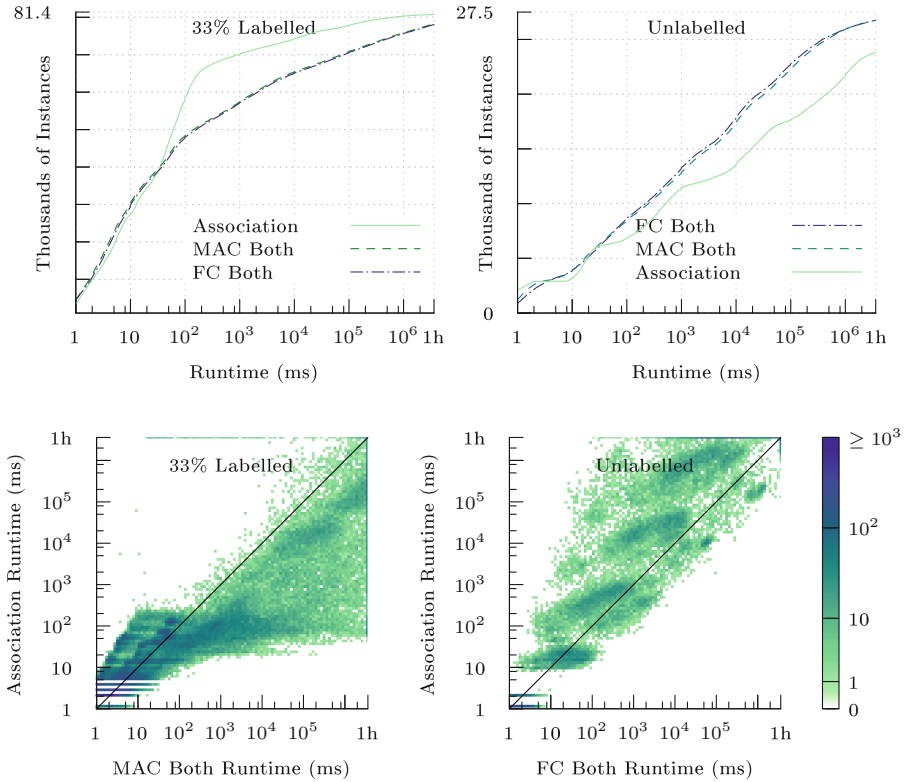 81.4
33% Labelled
Thousands of Instances
Association
MAC Both
FC Both
1 10 10² 10³ 10⁴ 10⁵ 10⁶ 1h
Runtime (ms)
27.5
Unlabelled
Thousands of Instances
FC Both
MAC Both
Association
0
1 10 10² 10³ 10⁴ 10⁵ 10⁶ 1h
Runtime (ms)
1h
33% Labelled
10⁵
10⁴
10³
10²
10
1
Association Runtime (ms)
1 10 10² 10³ 10⁵ 1h
MAC Both Runtime (ms)
1h
Unlabelled
10⁵
10⁴
10³
10²
10
1
Association Runtime (ms)
1 10 10² 10³ 10⁴ 10⁵ 1h
FC Both Runtime (ms)
≥ 10³
10²
10
1
0